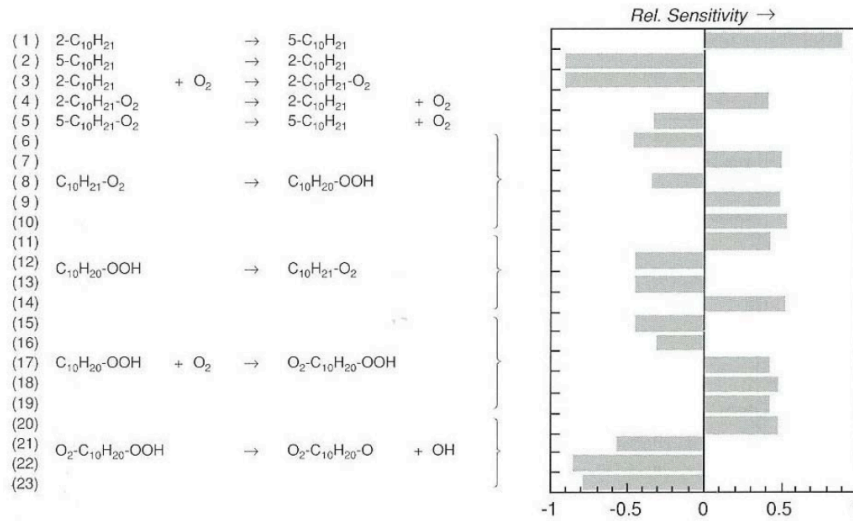 Rel. Sensitivity →
( 1 ) 2-C₁₀H₂₁ → 5-C₁₀H₂₁
( 2 ) 5-C₁₀H₂₁ → 2-C₁₀H₂₁
( 3 ) 2-C₁₀H₂₁ + O₂ → 2-C₁₀H₂₁-O₂
( 4 ) 2-C₁₀H₂₁-O₂ → 2-C₁₀H₂₁ + O₂
( 5 ) 5-C₁₀H₂₁-O₂ → 5-C₁₀H₂₁ + O₂
( 6 )
( 7 )
( 8 ) C₁₀H₂₁-O₂ → C₁₀H₂₀-OOH
( 9 )
(10)
(11)
(12) C₁₀H₂₀-OOH → C₁₀H₂₁-O₂
(13)
(14)
(15)
(16)
(17) C₁₀H₂₀-OOH + O₂ → O₂-C₁₀H₂₀-OOH
(18)
(19)
(20)
(21) O₂-C₁₀H₂₀-OOH → O₂-C₁₀H₂₀-O + OH
(22)
(23)
-1 -0.5 0 0.5